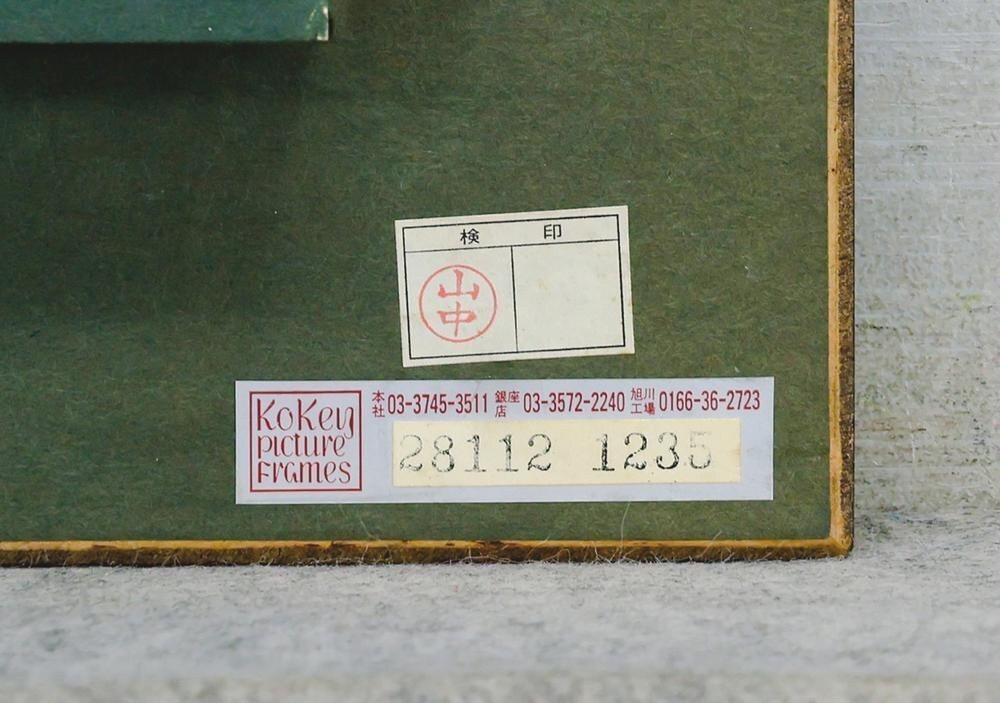 検 印
山
中
KoKey
picture
Frames
本社 03-3745-3511 銀座店 03-3572-2240 旭川工場 0166-36-2723
28112 1235